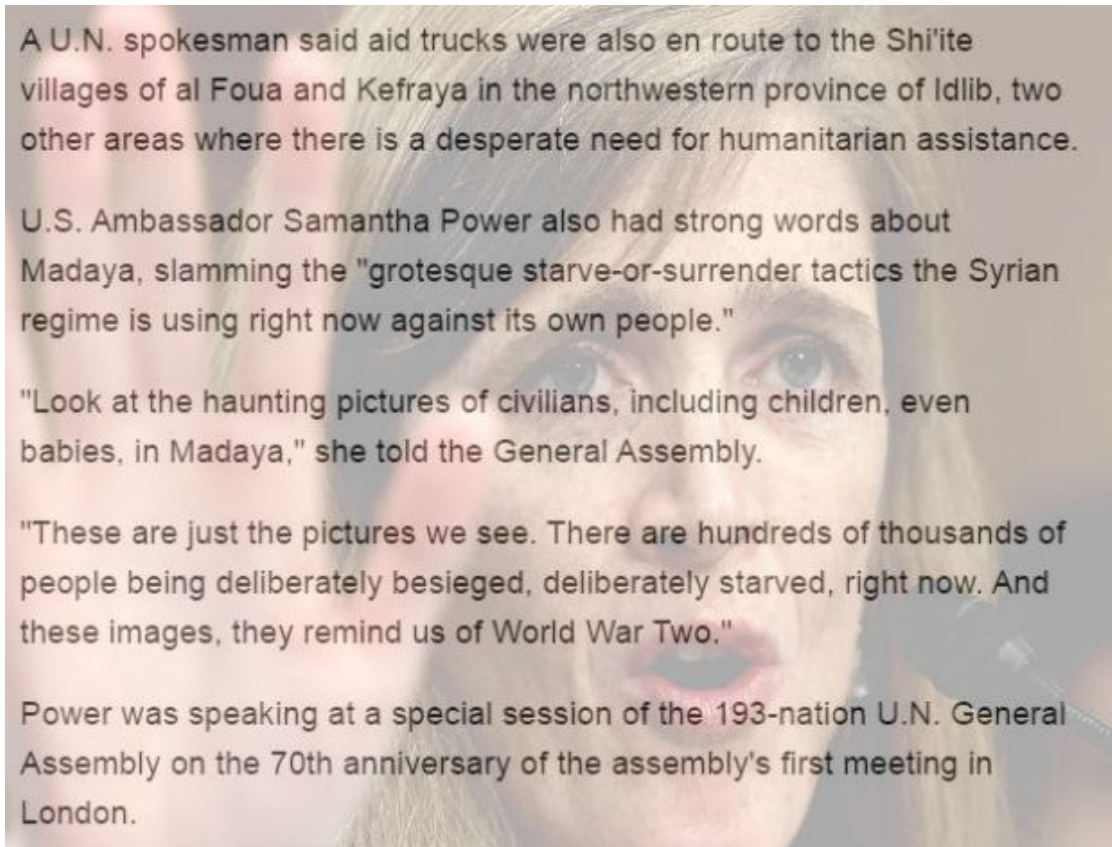 A U.N. spokesman said aid trucks were also en route to the Shi'ite
villages of al Foua and Kefraya in the northwestern province of Idlib, two
other areas where there is a desperate need for humanitarian assistance.
U.S. Ambassador Samantha Power also had strong words about
Madaya, slamming the "grotesque starve-or-surrender tactics the Syrian
regime is using right now against its own people."
"Look at the haunting pictures of civilians, including children, even
babies, in Madaya," she told the General Assembly.
"These are just the pictures we see. There are hundreds of thousands of
people being deliberately besieged, deliberately starved, right now. And
these images, they remind us of World War Two."
Power was speaking at a special session of the 193-nation U.N. General
Assembly on the 70th anniversary of the assembly's first meeting in
London.